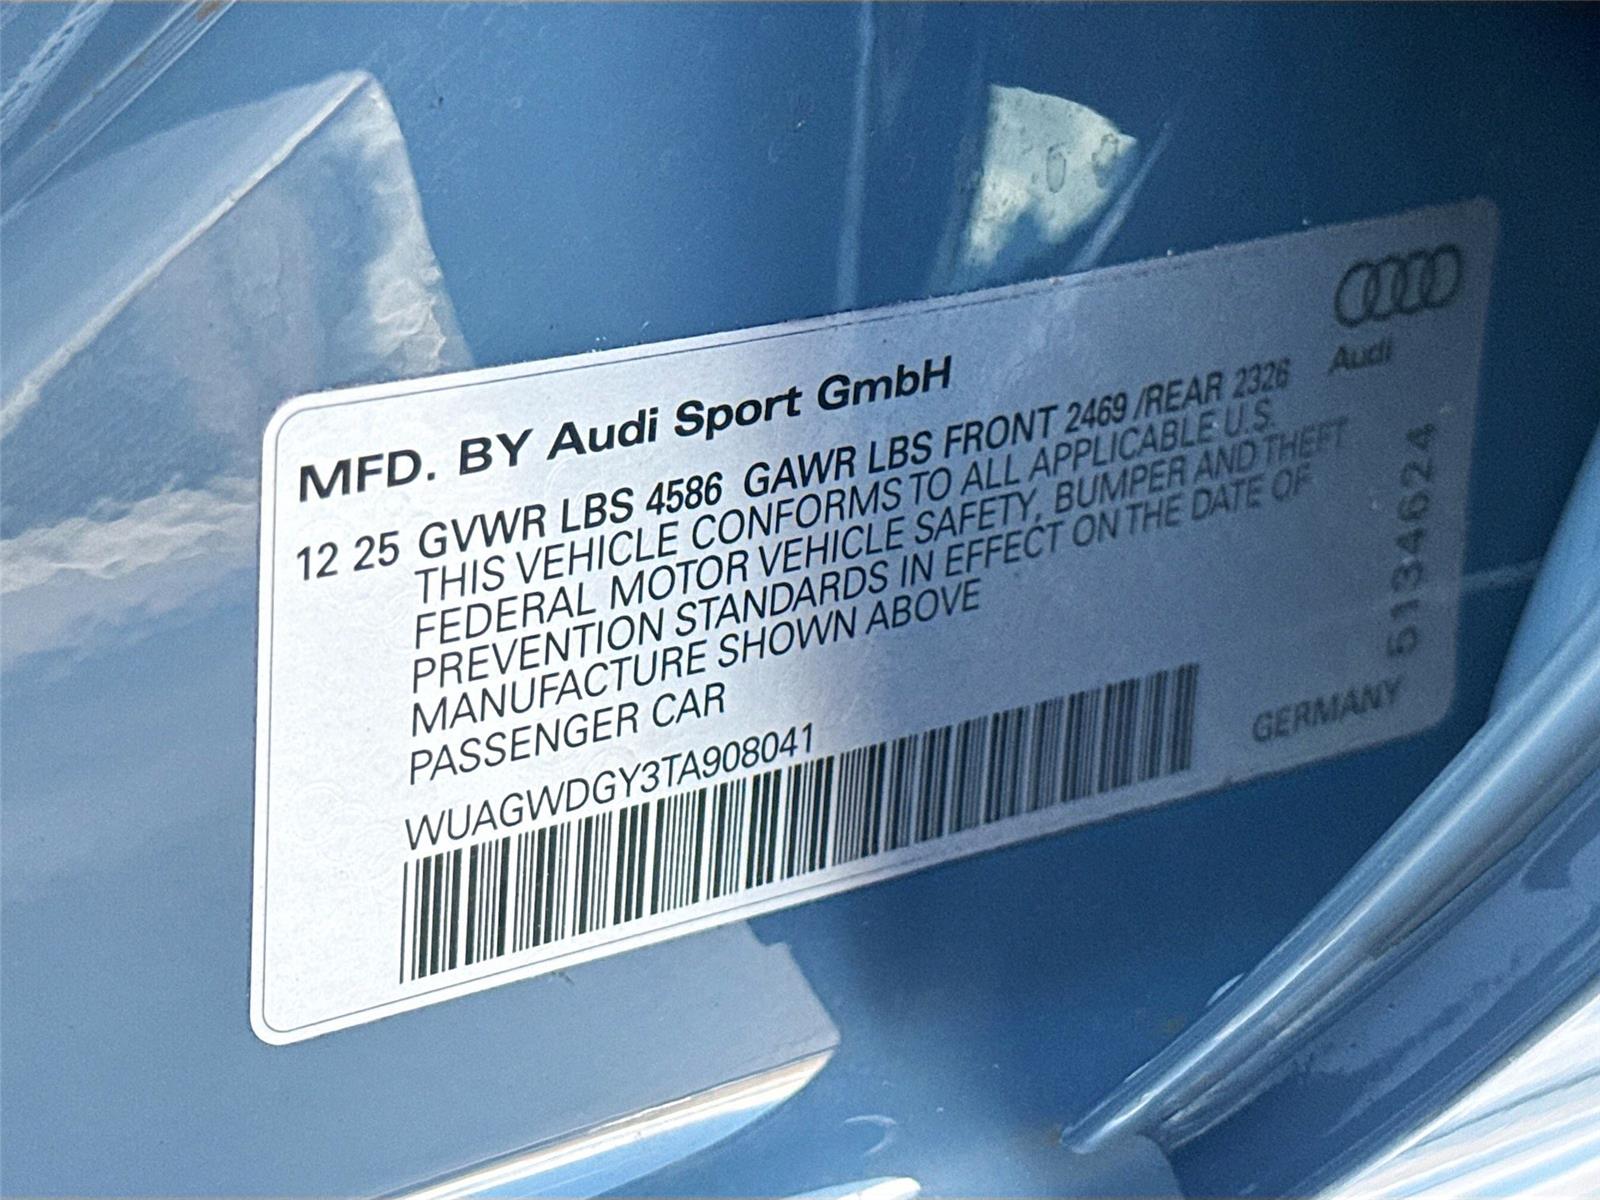 Audi
MFD. BY Audi Sport GmbH
12 25 GVWR LBS 4586 GAWR LBS FRONT 2469 /REAR 2326
THIS VEHICLE CONFORMS TO ALL APPLICABLE U.S.
FEDERAL MOTOR VEHICLE SAFETY, BUMPER AND THEFT
PREVENTION STANDARDS IN EFFECT ON THE DATE OF
MANUFACTURE SHOWN ABOVE
PASSENGER CAR
WUAGWDGY3TA908041
GERMANY
5134624